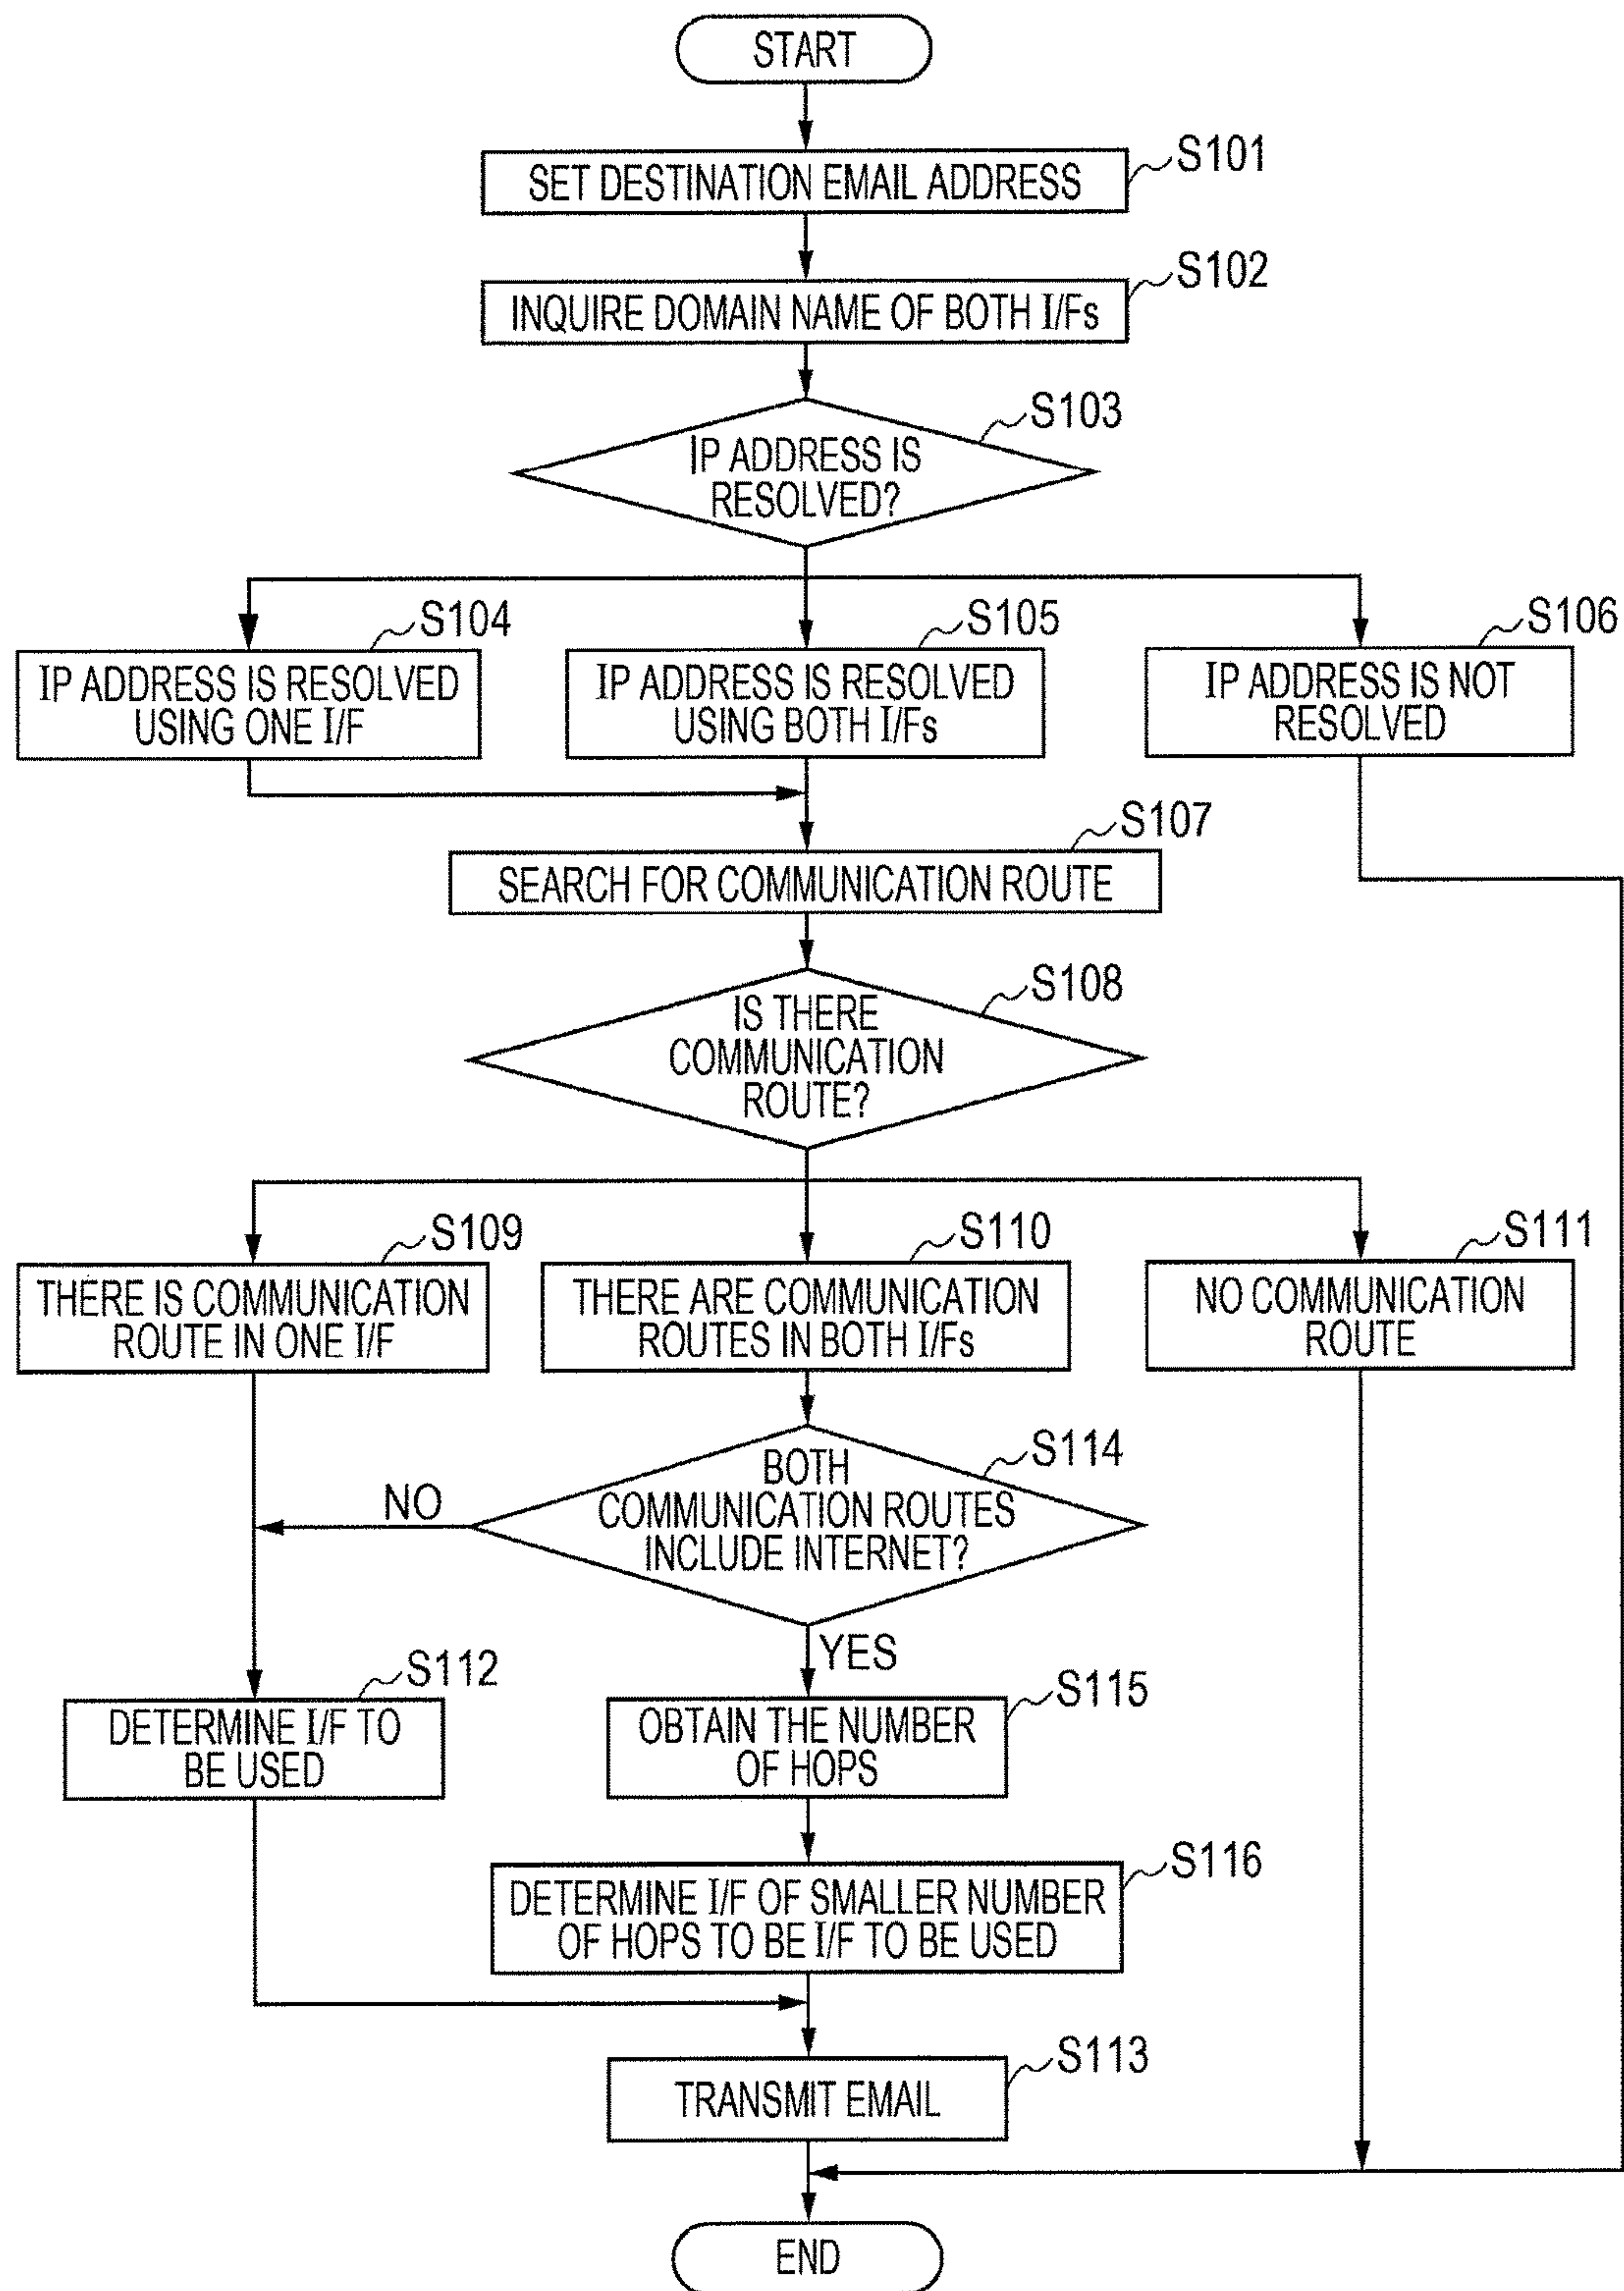 START
S101
SET DESTINATION EMAIL ADDRESS
S102
INQUIRE DOMAIN NAME OF BOTH I/Fs
S103
IP ADDRESS IS
RESOLVED?
S104
IP ADDRESS IS RESOLVED
USING ONE I/F
S105
IP ADDRESS IS RESOLVED
USING BOTH I/Fs
S106
IP ADDRESS IS NOT
RESOLVED
S107
SEARCH FOR COMMUNICATION ROUTE
S108
IS THERE
COMMUNICATION
ROUTE?
S109
THERE IS COMMUNICATION
ROUTE IN ONE I/F
S110
THERE ARE COMMUNICATION
ROUTES IN BOTH I/Fs
S111
NO COMMUNICATION
ROUTE
S114
BOTH
COMMUNICATION ROUTES
INCLUDE INTERNET?
NO
YES
S112
DETERMINE I/F TO
BE USED
S115
OBTAIN THE NUMBER
OF HOPS
S116
DETERMINE I/F OF SMALLER NUMBER
OF HOPS TO BE I/F TO BE USED
S113
TRANSMIT EMAIL
END